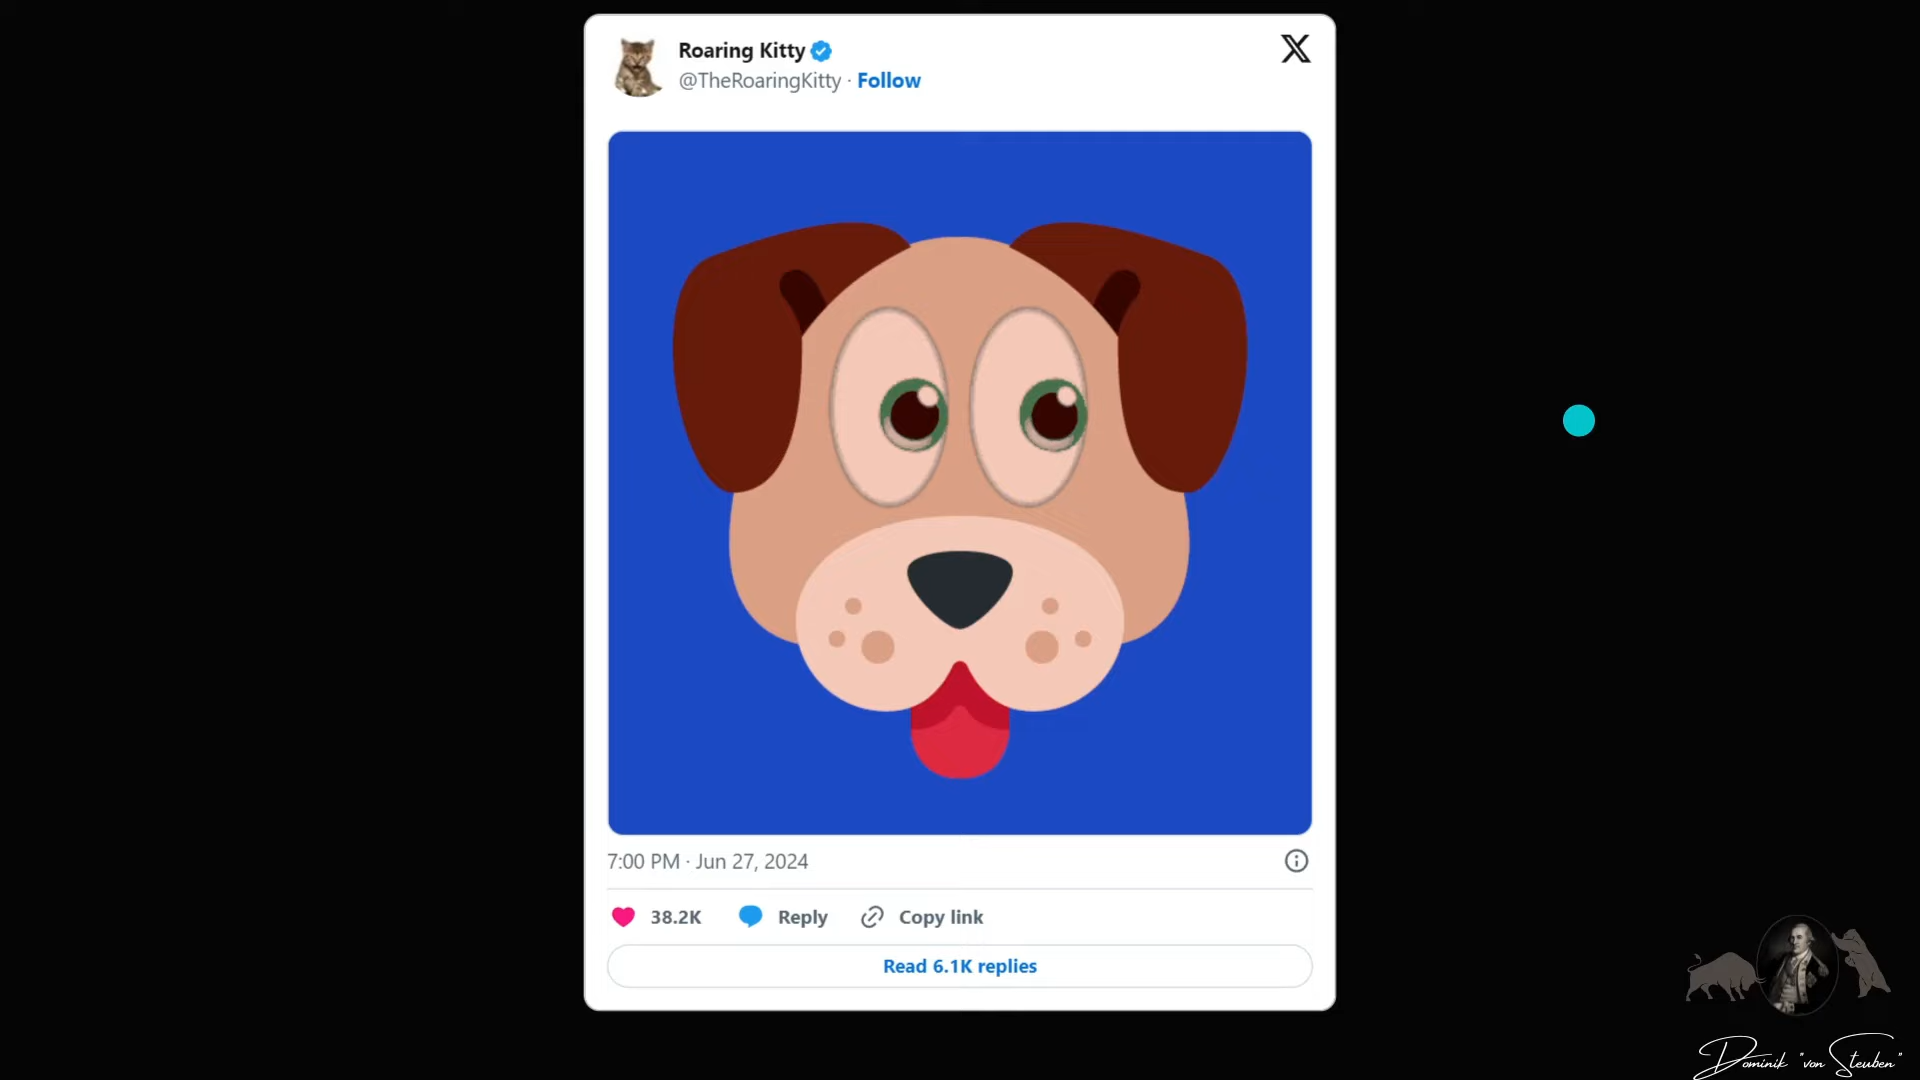 Roaring Kitty
@TheRoaringKitty · Follow
7:00 PM · Jun 27, 2024
38.2K Reply Copy link
Read 6.1K replies
Dominik "von Steuben"